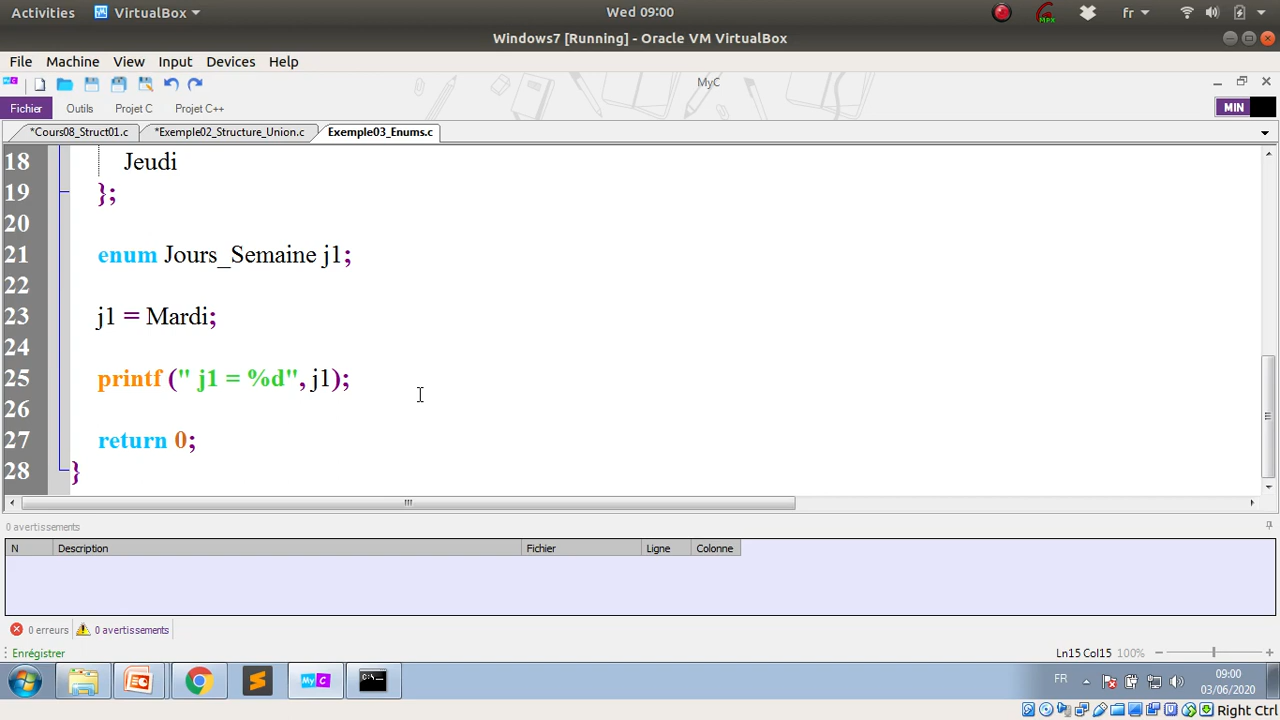 Activities VirtualBox Wed 09:00 fr
Windows7 [Running] - Oracle VM VirtualBox
File Machine View Input Devices Help
MyC
Fichier Outils Projet C Projet C++ MIN
*Cours08_Struct01.c *Exemple02_Structure_Union.c Exemple03_Enums.c
18 Jeudi
19 };
20
21 enum Jours_Semaine j1;
22
23 j1 = Mardi;
24
25 printf (" j1 = %d", j1);
26
27 return 0;
28 }
0 avertissements
N Description Fichier Ligne Colonne
0 erreurs 0 avertissements
Enrégistrer Ln15 Col15 100%
FR 09:00
03/06/2020
Right Ctrl